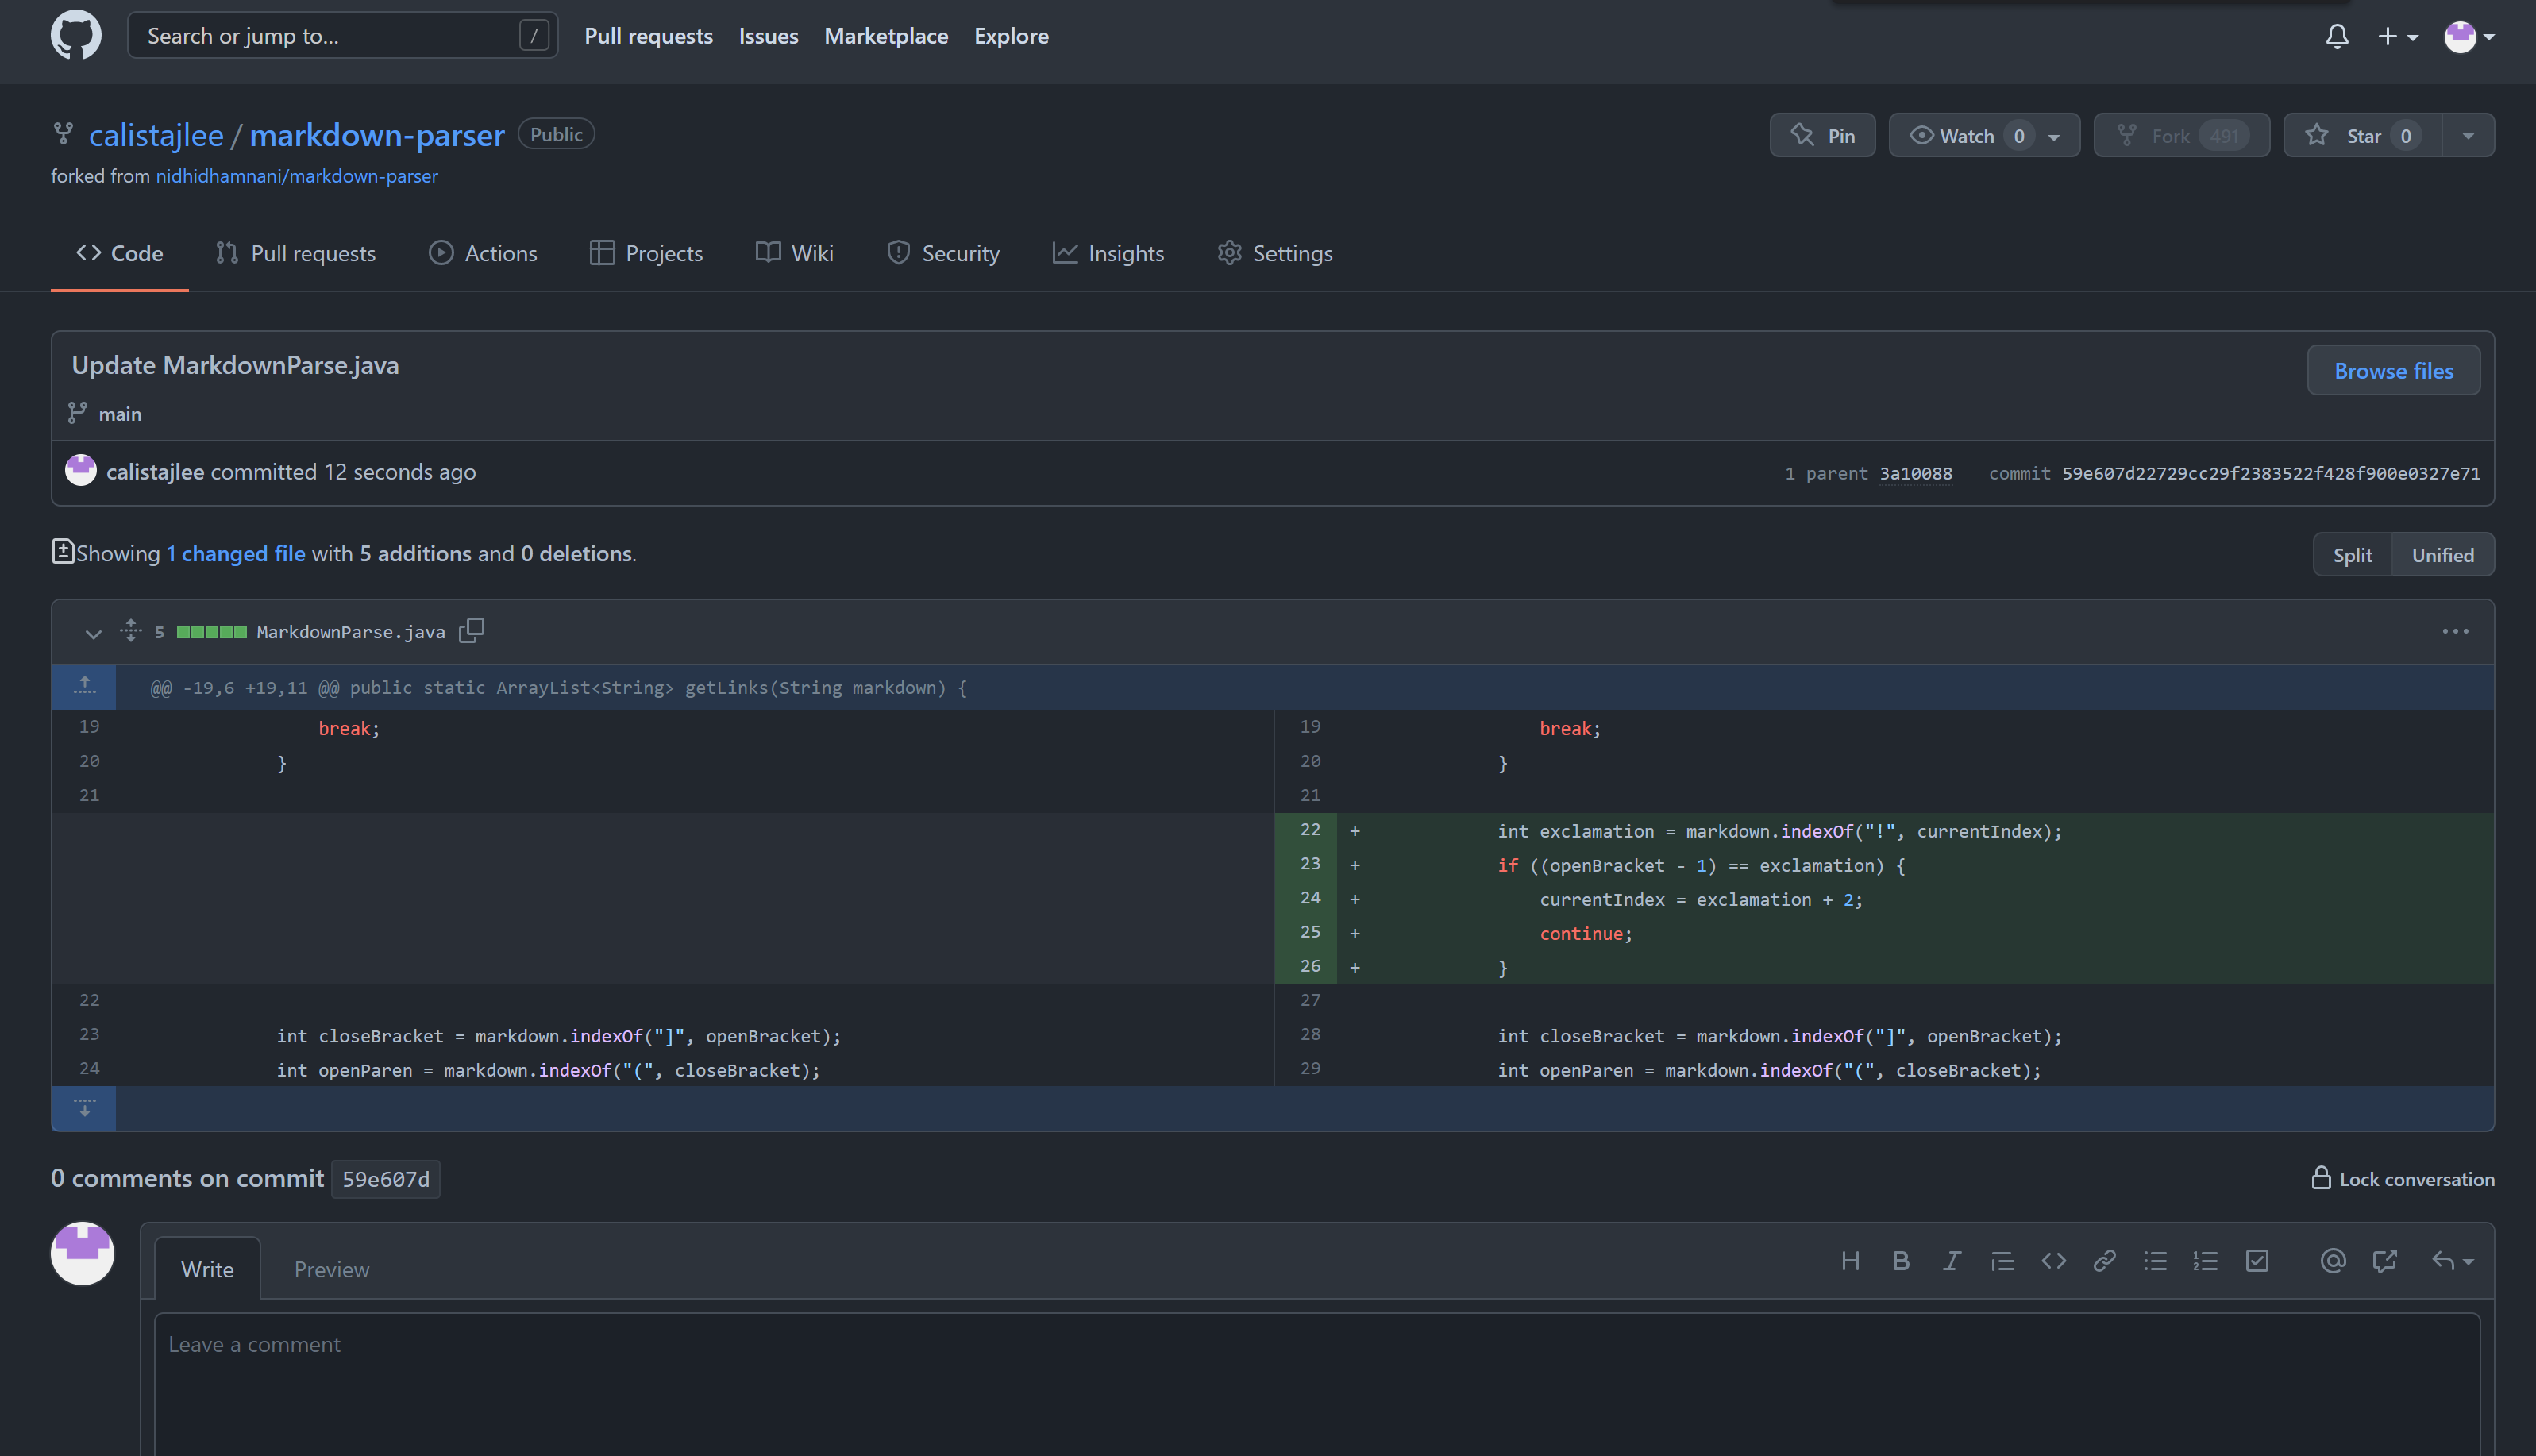 Search or jump to... / Pull requests Issues Marketplace Explore
calistajlee / markdown-parser Public Pin Watch 0 Fork 491 Star 0
forked from nidhidhamnani/markdown-parser
Code Pull requests Actions Projects Wiki Security Insights Settings
Update MarkdownParse.java Browse files
main
calistajlee committed 12 seconds ago 1 parent 3a10088 commit 59e607d22729cc29f2383522f428f900e0327e71
Showing 1 changed file with 5 additions and 0 deletions. Split Unified
5 MarkdownParse.java
@@ -19,6 +19,11 @@ public static ArrayList<String> getLinks(String markdown) {
19 break; 19 break;
20 } 20 }
21 21
22 + int exclamation = markdown.indexOf("!", currentIndex);
23 + if ((openBracket - 1) == exclamation) {
24 + currentIndex = exclamation + 2;
25 + continue;
26 + }
22 27
23 int closeBracket = markdown.indexOf("]", openBracket); 28 int closeBracket = markdown.indexOf("]", openBracket);
24 int openParen = markdown.indexOf("(", closeBracket); 29 int openParen = markdown.indexOf("(", closeBracket);
0 comments on commit 59e607d Lock conversation
Write Preview
Leave a comment